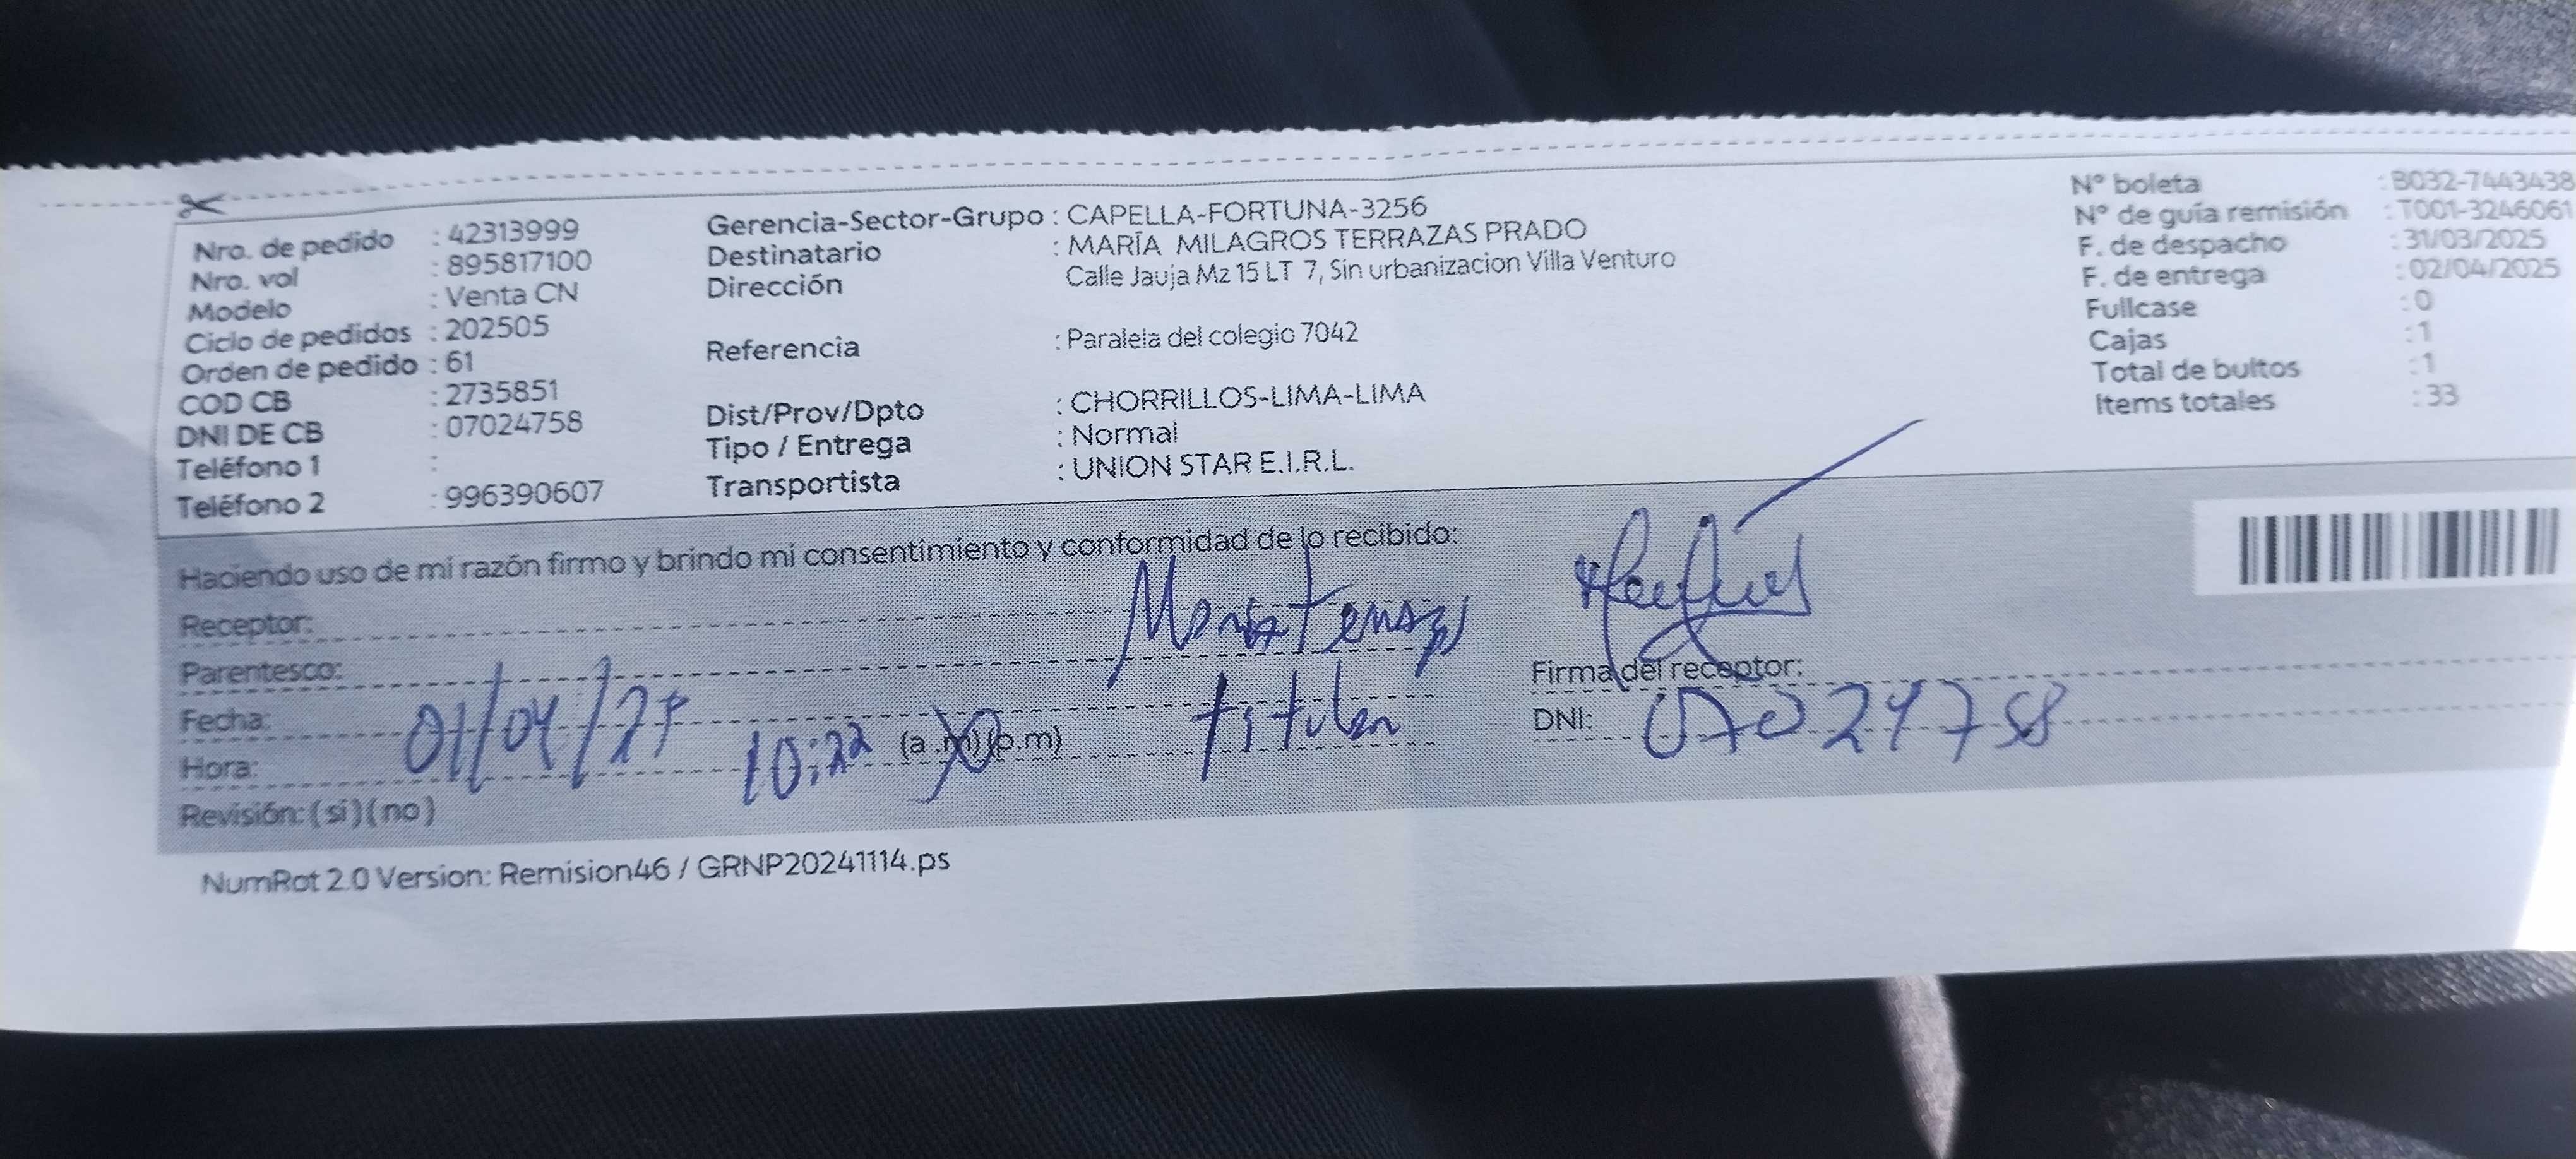 Nro. de pedido : 42313999
Nro. vol : 895817100
Modelo : Venta CN
Ciclo de pedidos : 202505
Orden de pedido : 61
COD CB : 2735851
DNI DE CB : 07024758
Teléfono 1 :
Teléfono 2 : 996390607
Gerencia-Sector-Grupo : CAPELLA-FORTUNA-3256
Destinatario : MARÍA MILAGROS TERRAZAS PRADO
Dirección Calle Jauja Mz 15 LT 7, Sin urbanizacion Villa Venturo
Referencia : Paralela del colegio 7042
Dist/Prov/Dpto : CHORRILLOS-LIMA-LIMA
Tipo / Entrega : Normal
Transportista : UNION STAR E.I.R.L.
N° boleta : B032-7443438
N° de guía remisión : T001-3246061
F. de despacho : 31/03/2025
F. de entrega : 02/04/2025
Fullcase : 0
Cajas : 1
Total de bultos : 1
Items totales : 33
Haciendo uso de mi razón firmo y brindo mi consentimiento y conformidad de lo recibido:
Receptor:
Parentesco: titular
Fecha: 01/04/25
Hora: 10:22 (a .m)(p.m)
Revisión: (si)(no)
Firma del receptor:
DNI: 07024758
NumRot 2.0 Version: Remision46 / GRNP20241114.ps